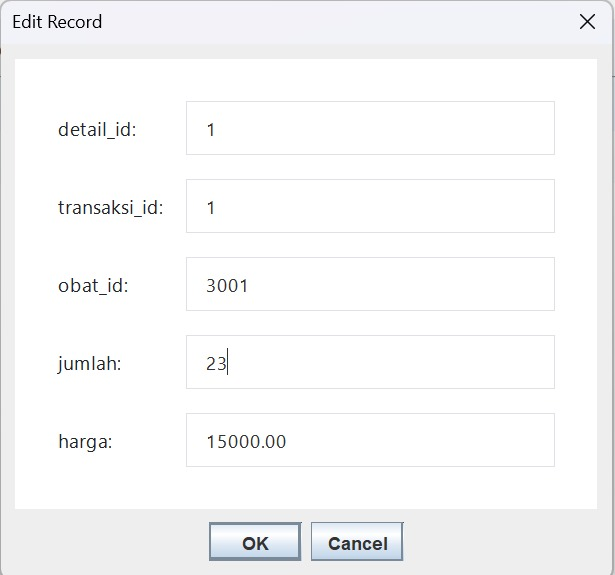 Edit Record
detail_id: 1
transaksi_id: 1
obat_id: 3001
jumlah: 23
harga: 15000.00
OK Cancel